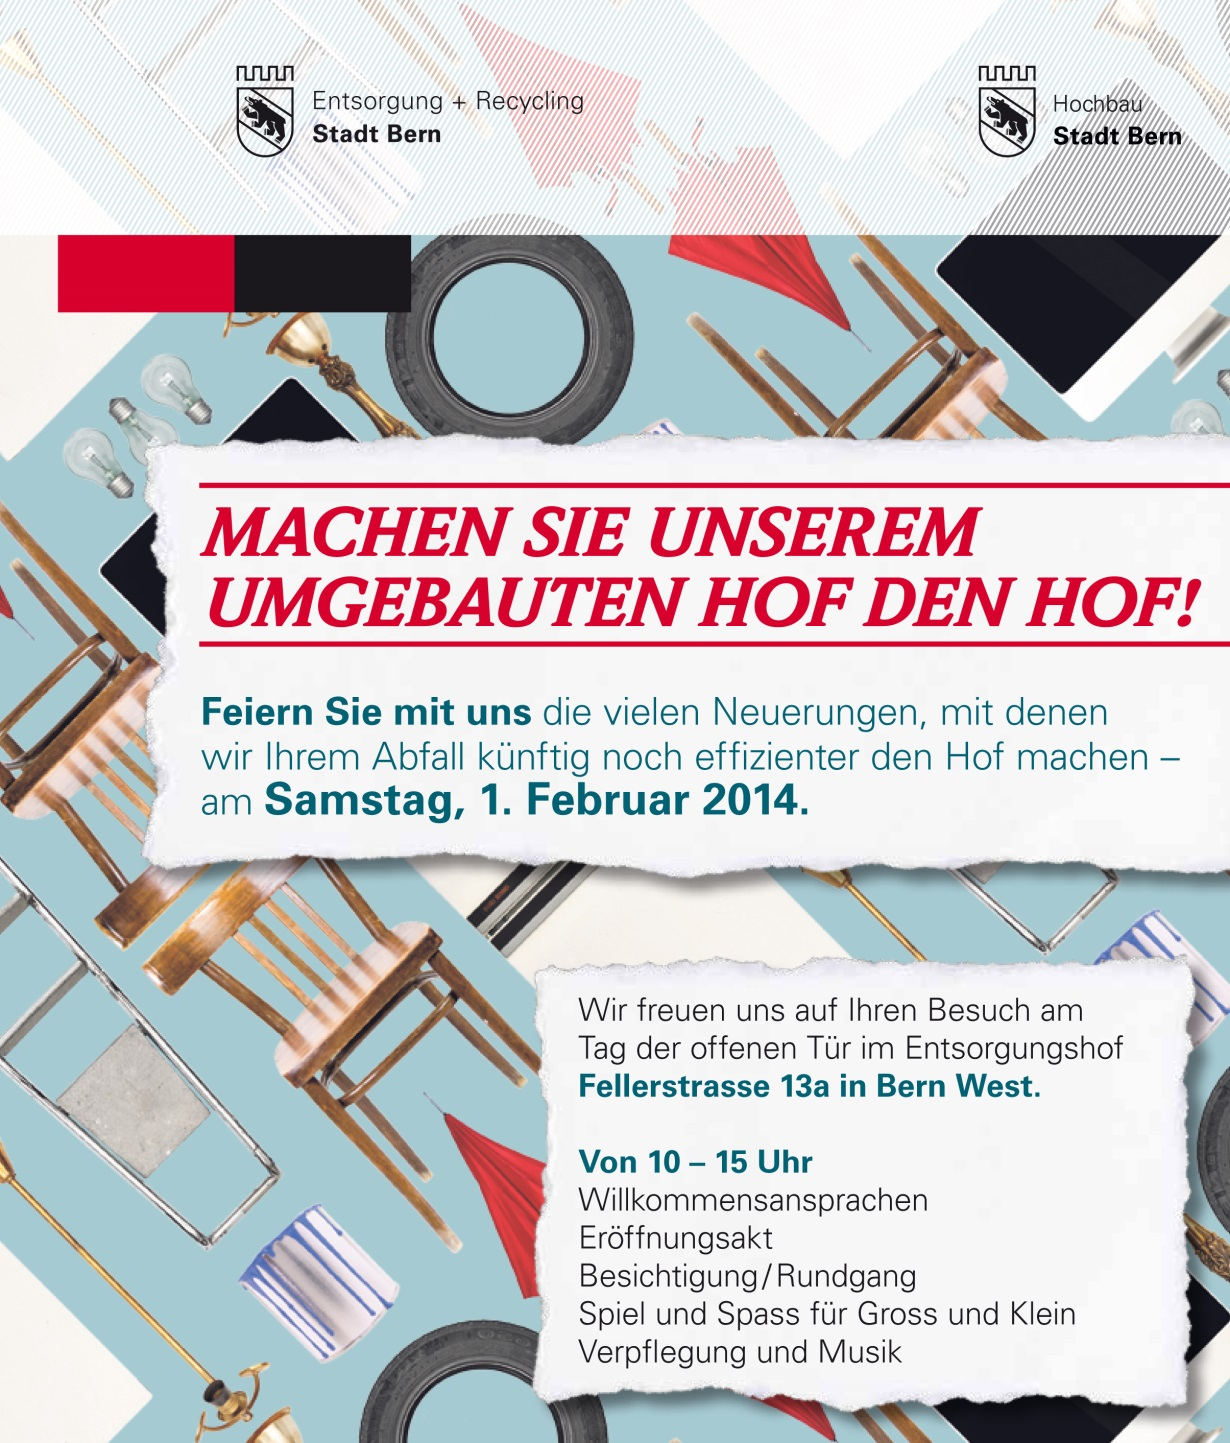 Entsorgung + Recycling
Stadt Bern
Hochbau
Stadt Bern
MACHEN SIE UNSEREM
UMGEBAUTEN HOF DEN HOF!
Feiern Sie mit uns die vielen Neuerungen, mit denen
wir Ihrem Abfall künftig noch effizienter den Hof machen –
am Samstag, 1. Februar 2014.
Wir freuen uns auf Ihren Besuch am
Tag der offenen Tür im Entsorgungshof
Fellerstrasse 13a in Bern West.
Von 10 – 15 Uhr
Willkommensansprachen
Eröffnungsakt
Besichtigung/Rundgang
Spiel und Spass für Gross und Klein
Verpflegung und Musik